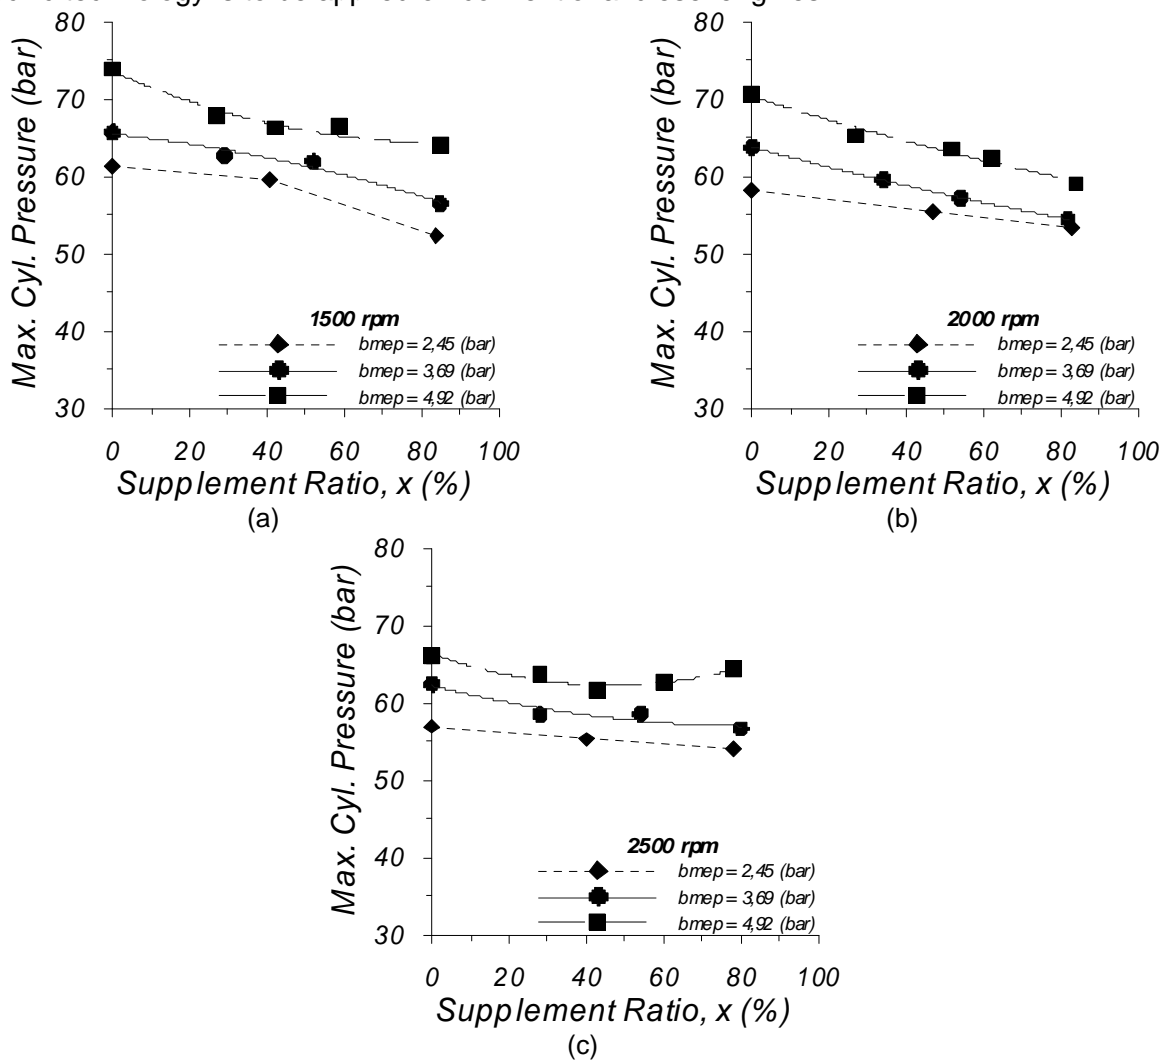 technology is to be applied
80
70
60
50
40
30
Max. Cyl. Pressure (bar)
1500 rpm
bmep = 2,45 (bar)
bmep = 3,69 (bar)
bmep = 4,92 (bar)
0 20 40 60 80 100
Supplement Ratio, x (%)
(a)
80
70
60
50
40
30
Max. Cyl. Pressure (bar)
2000 rpm
bmep = 2,45 (bar)
bmep = 3,69 (bar)
bmep = 4,92 (bar)
0 20 40 60 80 100
Supplement Ratio, x (%)
(b)
80
70
60
50
40
30
Max. Cyl. Pressure (bar)
2500 rpm
bmep = 2,45 (bar)
bmep = 3,69 (bar)
bmep = 4,92 (bar)
0 20 40 60 80 100
Supplement Ratio, x (%)
(c)